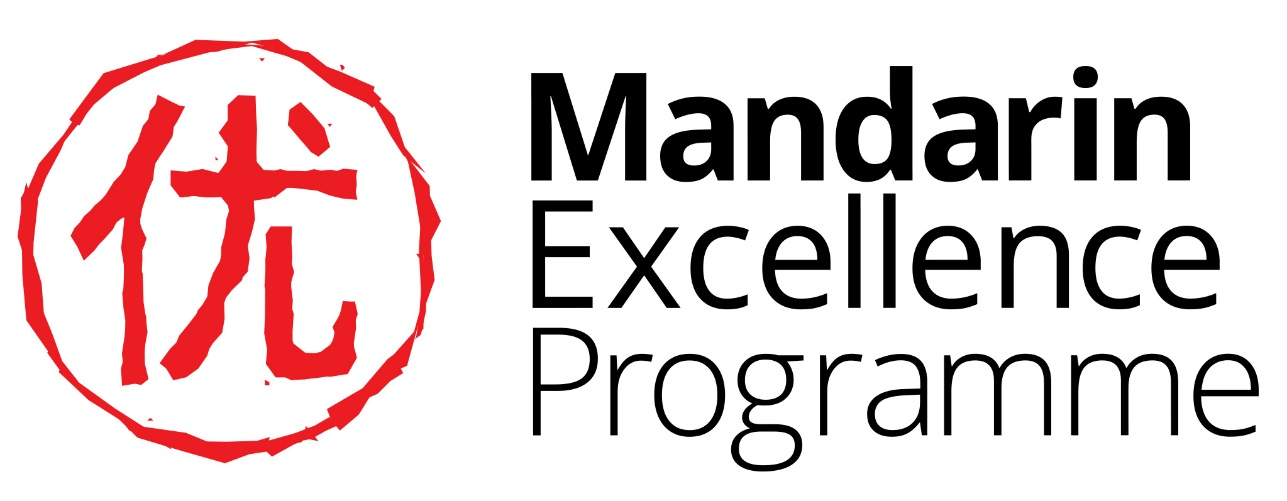 优
Mandarin
Excellence
Programme